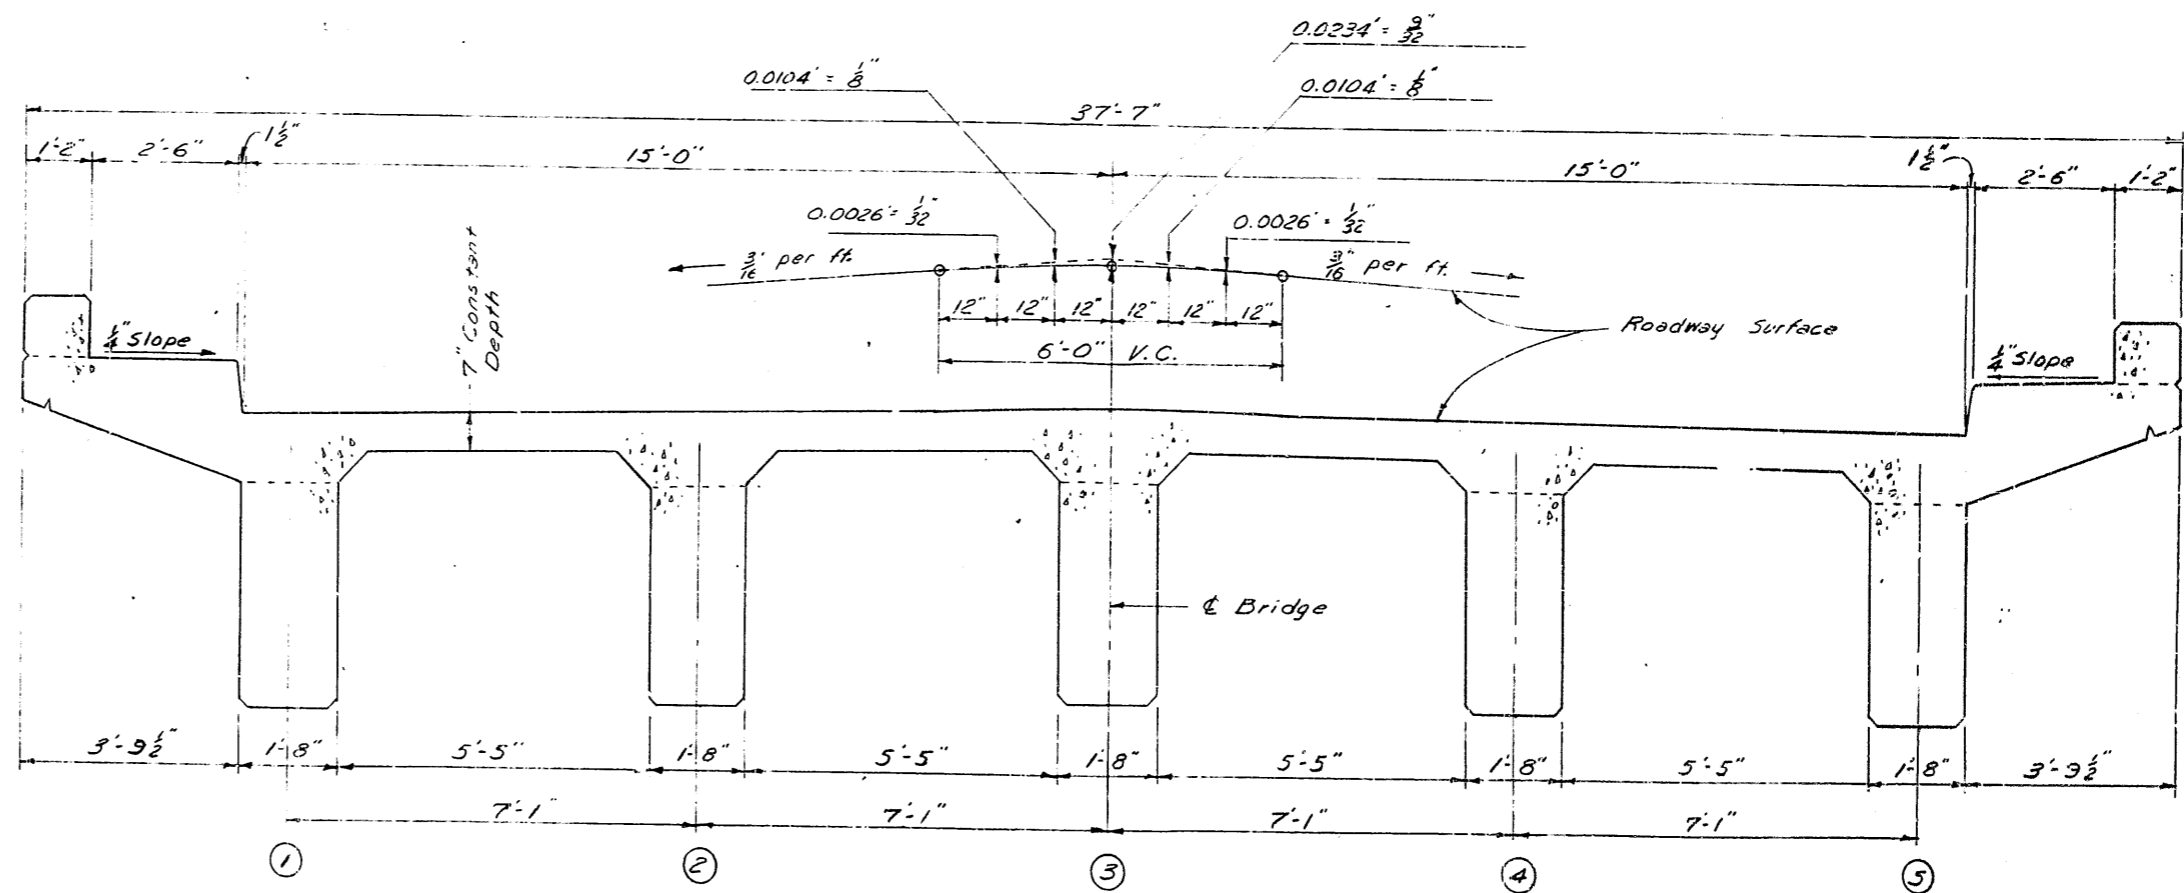 0.0234' = 9/32"
0.0104' = 1/8"
0.0104' = 1/8"
37'-7"
1'-2"
2'-6"
1 1/2"
15'-0"
15'-0"
1 1/2"
2'-6"
1'-2"
0.0026' = 1/32"
0.0026' = 1/32"
3/16" per ft.
3/16" per ft.
7" Constant
Depth
12" 12" 12" 12" 12" 12"
6'-0" V.C.
Roadway Surface
1/4" Slope
1/4" Slope
℄ Bridge
3'-9 1/2"
1'-8"
5'-5"
1'-8"
5'-5"
1'-8"
5'-5"
1'-8"
5'-5"
1'-8"
3'-9 1/2"
7'-1"
7'-1"
7'-1"
7'-1"
1
2
3
4
5